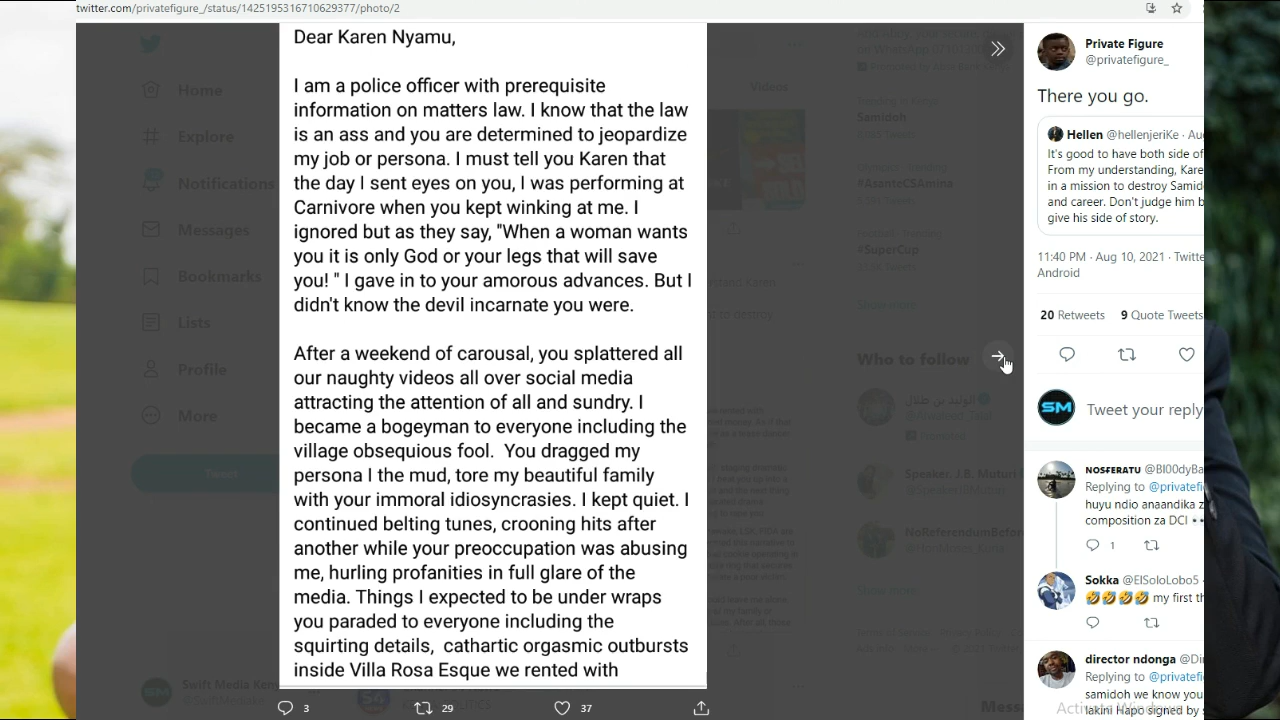 twitter.com/privatefigure_/status/1425195316710629377/photo/2
Home
Explore
Notifications
Messages
Bookmarks
Lists
Profile
More
Tweet
Dear Karen Nyamu,
I am a police officer with prerequisite
information on matters law. I know that the law
is an ass and you are determined to jeopardize
my job or persona. I must tell you Karen that
the day I sent eyes on you, I was performing at
Carnivore when you kept winking at me. I
ignored but as they say, "When a woman wants
you it is only God or your legs that will save
you! " I gave in to your amorous advances. But I
didn't know the devil incarnate you were.
After a weekend of carousal, you splattered all
our naughty videos all over social media
attracting the attention of all and sundry. I
became a bogeyman to everyone including the
village obsequious fool.  You dragged my
persona I the mud, tore my beautiful family
with your immoral idiosyncrasies. I kept quiet. I
continued belting tunes, crooning hits after
another while your preoccupation was abusing
me, hurling profanities in full glare of the
media. Things I expected to be under wraps
you paraded to everyone including the
squirting details,  cathartic orgasmic outbursts
inside Villa Rosa Esque we rented with
3 29 37
Videos
Samidoh
#AsanteCSAmina
#SuperCup
Show more
Who to follow
Speaker, J.B. Muturi
NoReferendumBefor
Show more
Swift Media Ken
Private Figure
@privatefigure_
There you go.
Hellen @hellenjeriKe · Au
It's good to have both side of
From my understanding, Kare
in a mission to destroy Samid
and career. Don't judge him b
give his side of story.
11:40 PM · Aug 10, 2021 · Twitte
Android
20 Retweets 9 Quote Tweets
SM Tweet your reply
NOSFERATU @Bl00dyBa
Replying to @privatefi
huyu ndio anaandika z
composition za DCI
1
Sokka @ElSoloLobo5
my first th
director ndonga @Di
Replying to @privatefi
samidoh we know you
lakini Hapo signed by s